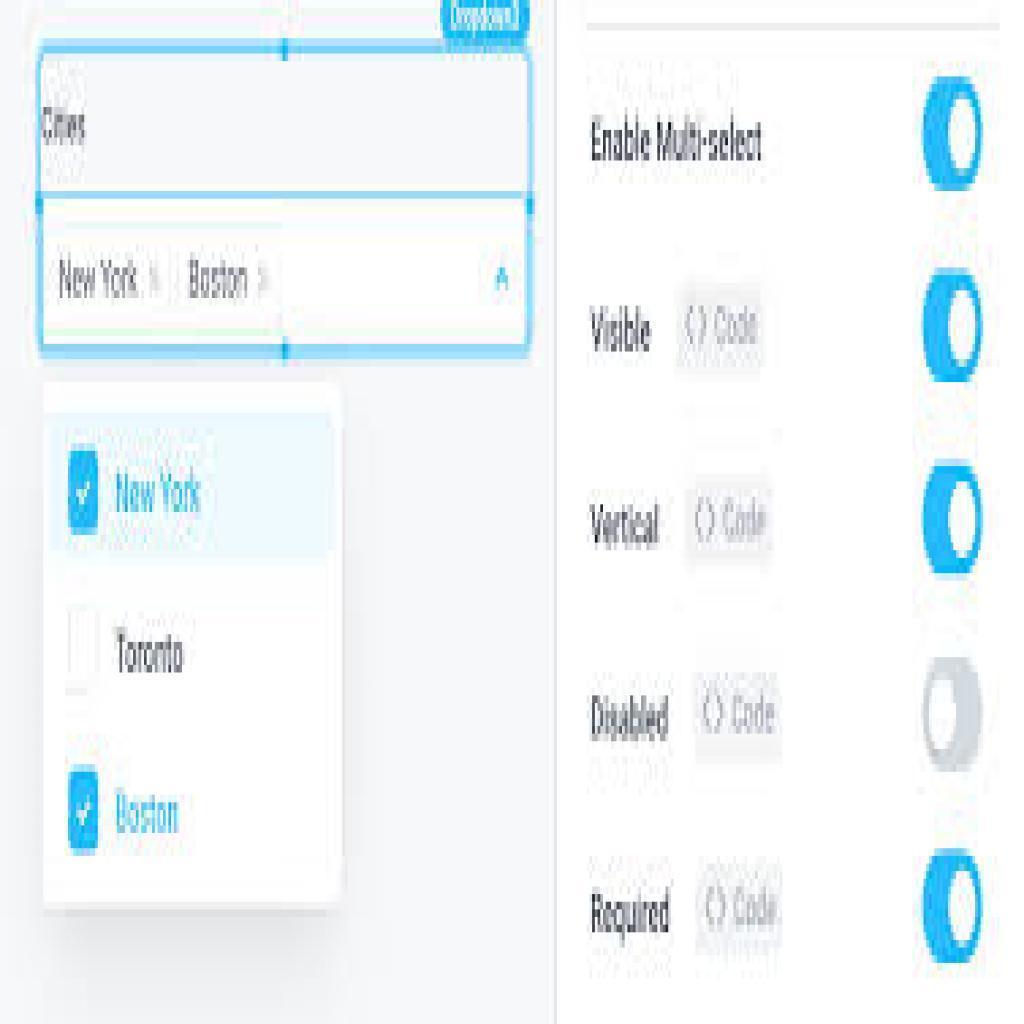 Dropdown1
Cities
New York × Boston ×
New York
Toronto
Boston
Enable Multi-select
Visible <> Code
Vertical <> Code
Disabled <> Code
Required <> Code